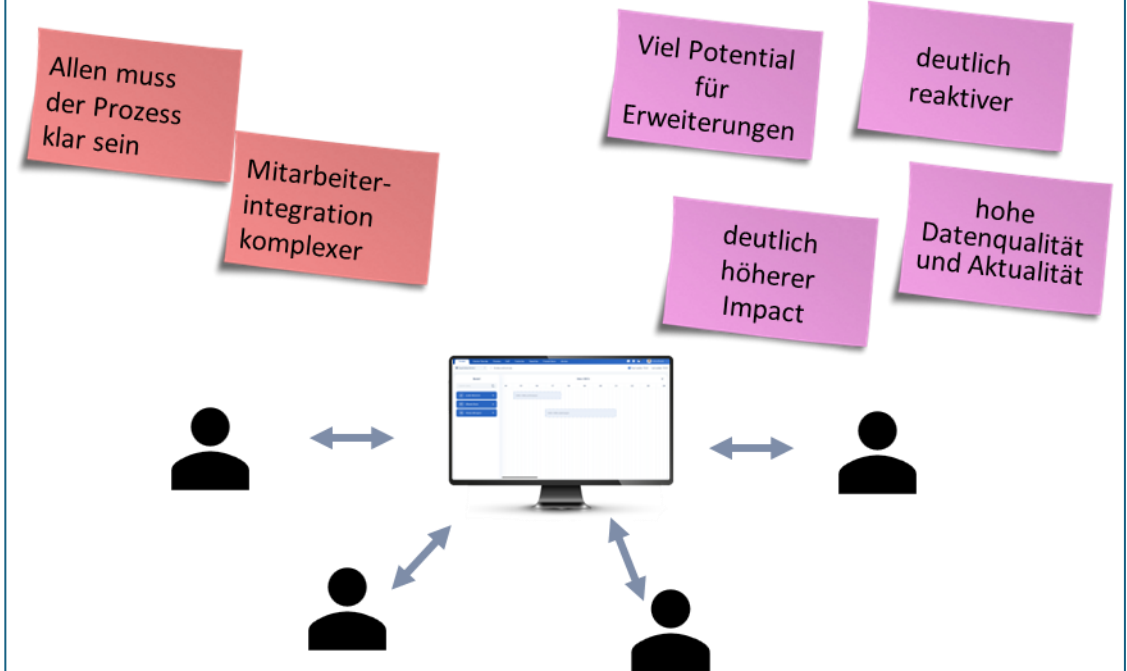 Allen muss
der Prozess
klar sein
Mitarbeiter-
integration
komplexer
Viel Potential
für
Erweiterungen
deutlich
reaktiver
deutlich
höherer
Impact
hohe
Datenqualität
und Aktualität